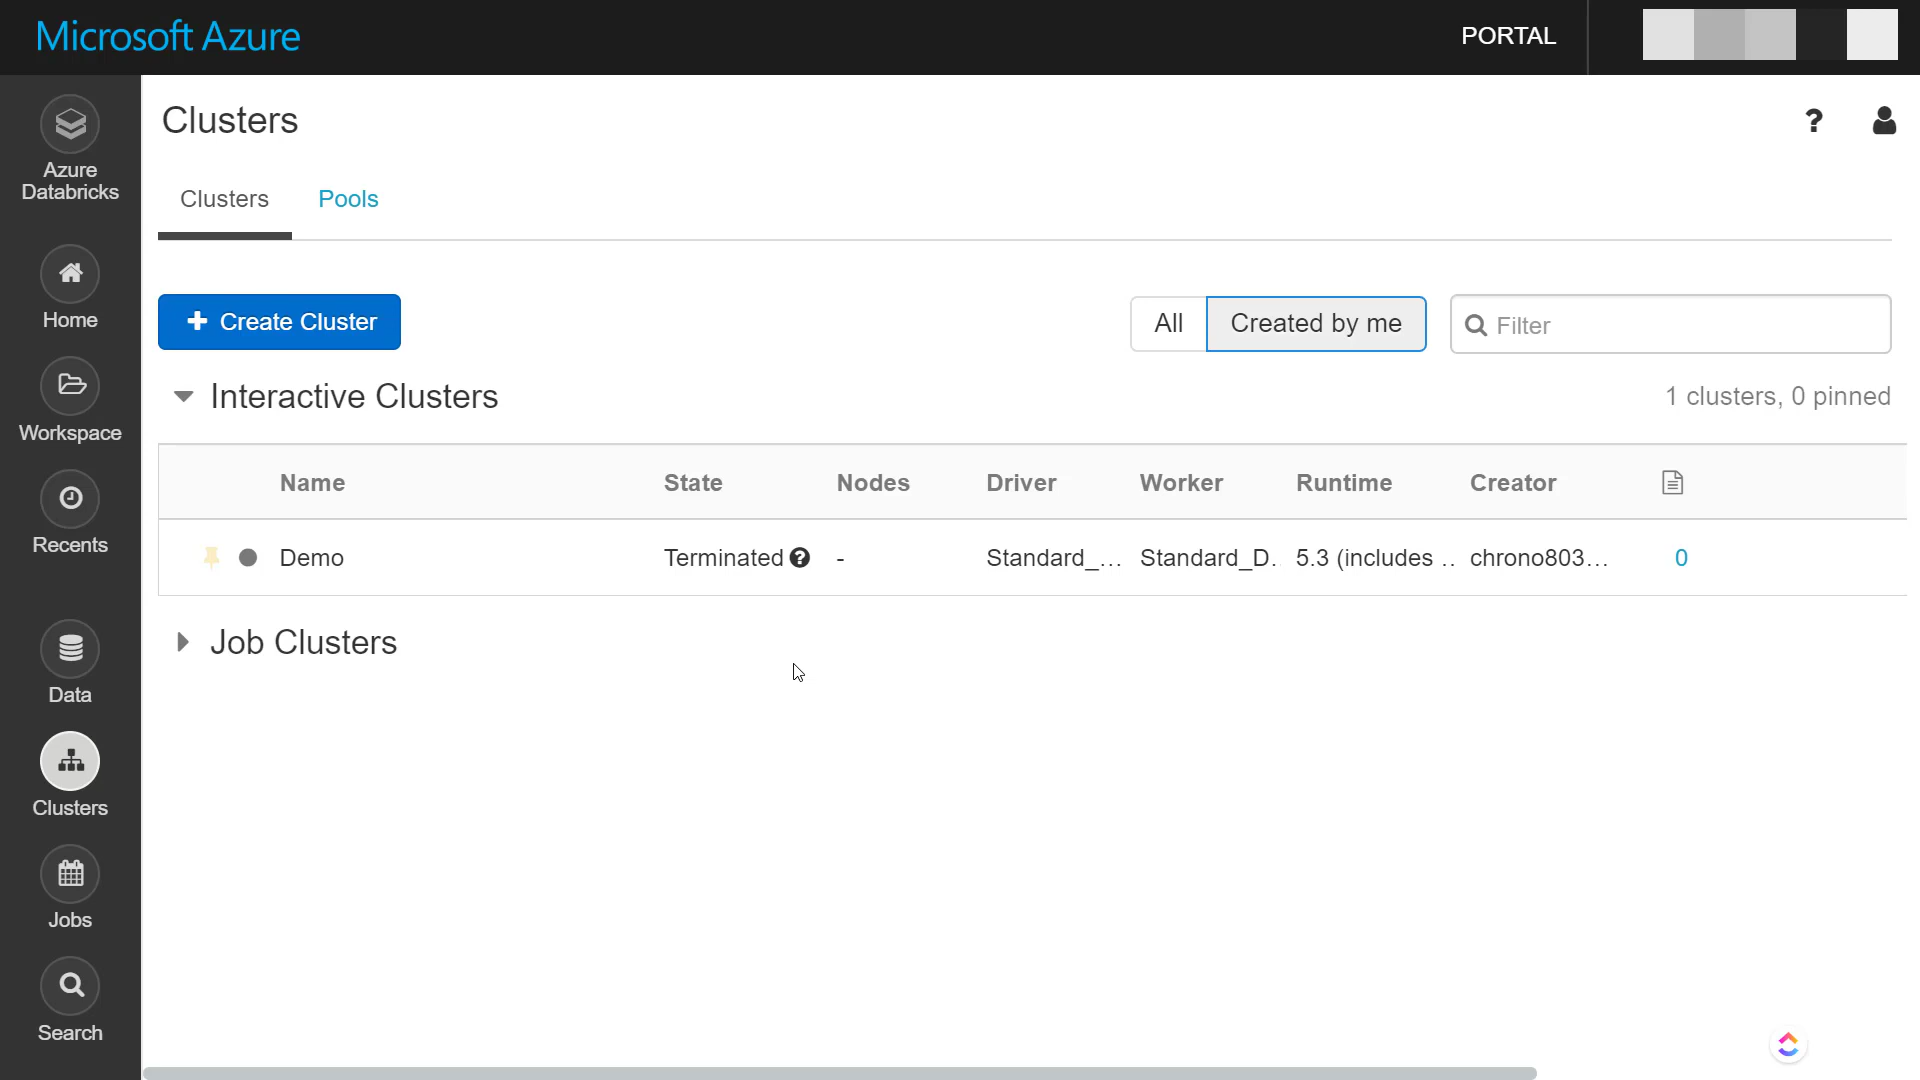 Microsoft Azure
PORTAL
Azure
Databricks
Home
Workspace
Recents
Data
Clusters
Jobs
Search
Clusters
?
Clusters
Pools
+ Create Cluster
All
Created by me
Filter
Interactive Clusters
1 clusters, 0 pinned
Name State Nodes Driver Worker Runtime Creator
Demo Terminated ? - Standard_... Standard_D. 5.3 (includes .. chrono803... 0
Job Clusters